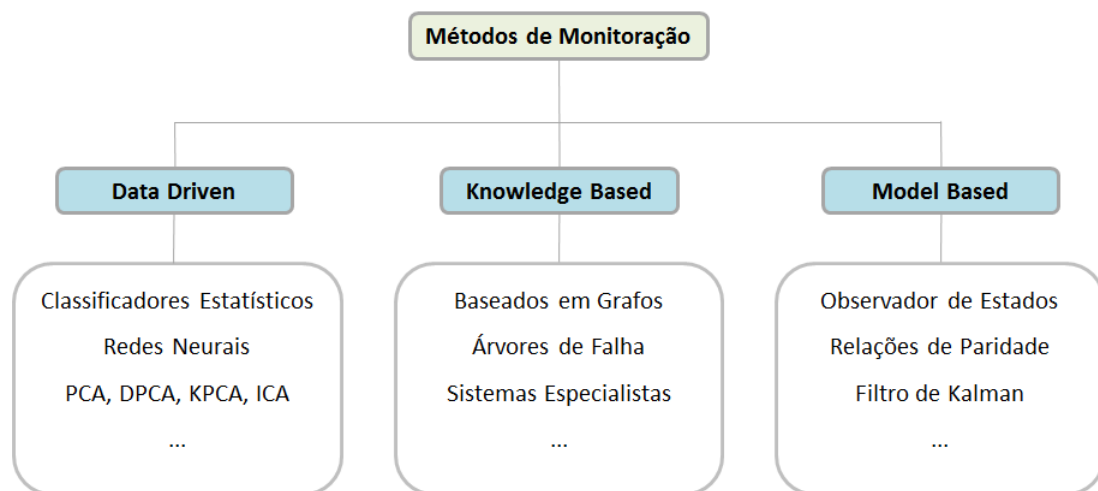 Métodos de Monitoração
Data Driven
Knowledge Based
Model Based
Classificadores Estatísticos
Redes Neurais
PCA, DPCA, KPCA, ICA
...
Baseados em Grafos
Árvores de Falha
Sistemas Especialistas
...
Observador de Estados
Relações de Paridade
Filtro de Kalman
...